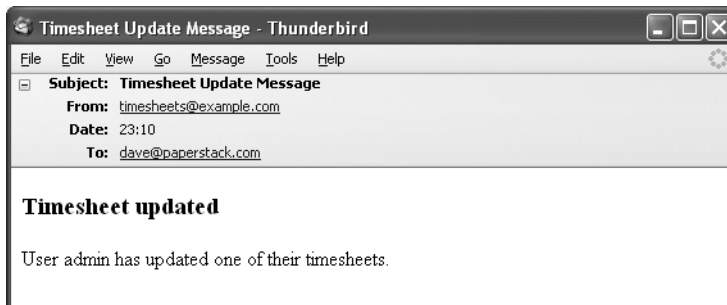 Timesheet Update Message - Thunderbird
File Edit View Go Message Tools Help
Subject: Timesheet Update Message
From: timesheets@example.com
Date: 23:10
To: dave@paperstack.com
Timesheet updated
User admin has updated one of their timesheets.